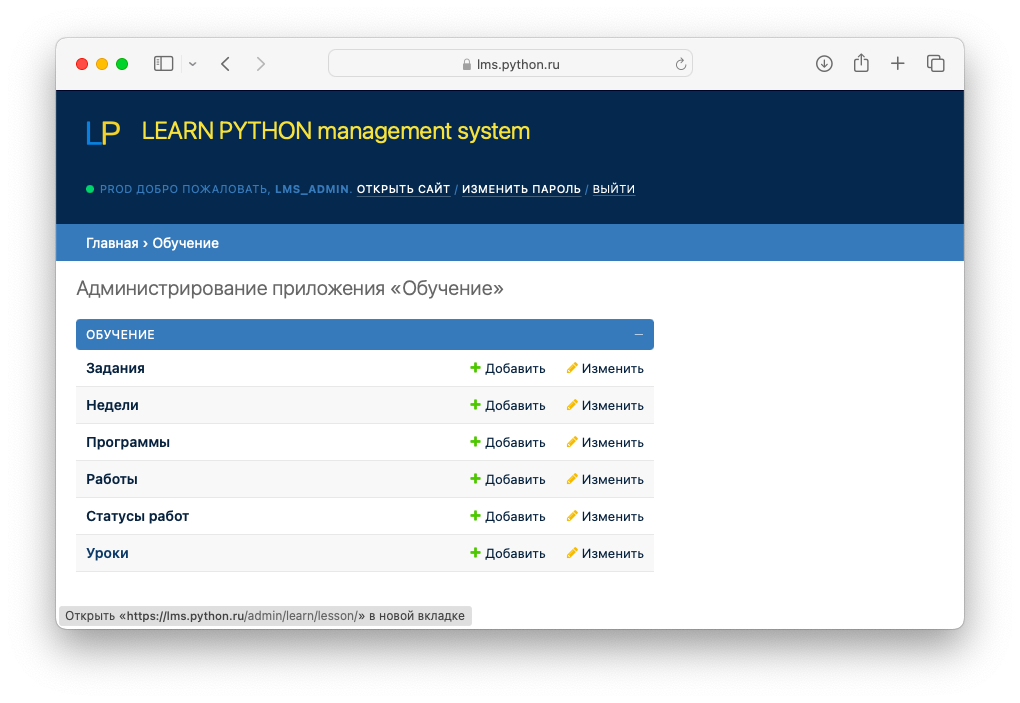 lms.python.ru
LP LEARN PYTHON management system
PROD ДОБРО ПОЖАЛОВАТЬ, LMS_ADMIN. ОТКРЫТЬ САЙТ / ИЗМЕНИТЬ ПАРОЛЬ / ВЫЙТИ
Главная › Обучение
Администрирование приложения «Обучение»
ОБУЧЕНИЕ –
Задания Добавить Изменить
Недели Добавить Изменить
Программы Добавить Изменить
Работы Добавить Изменить
Статусы работ Добавить Изменить
Уроки Добавить Изменить
Открыть «https://lms.python.ru/admin/learn/lesson/» в новой вкладке